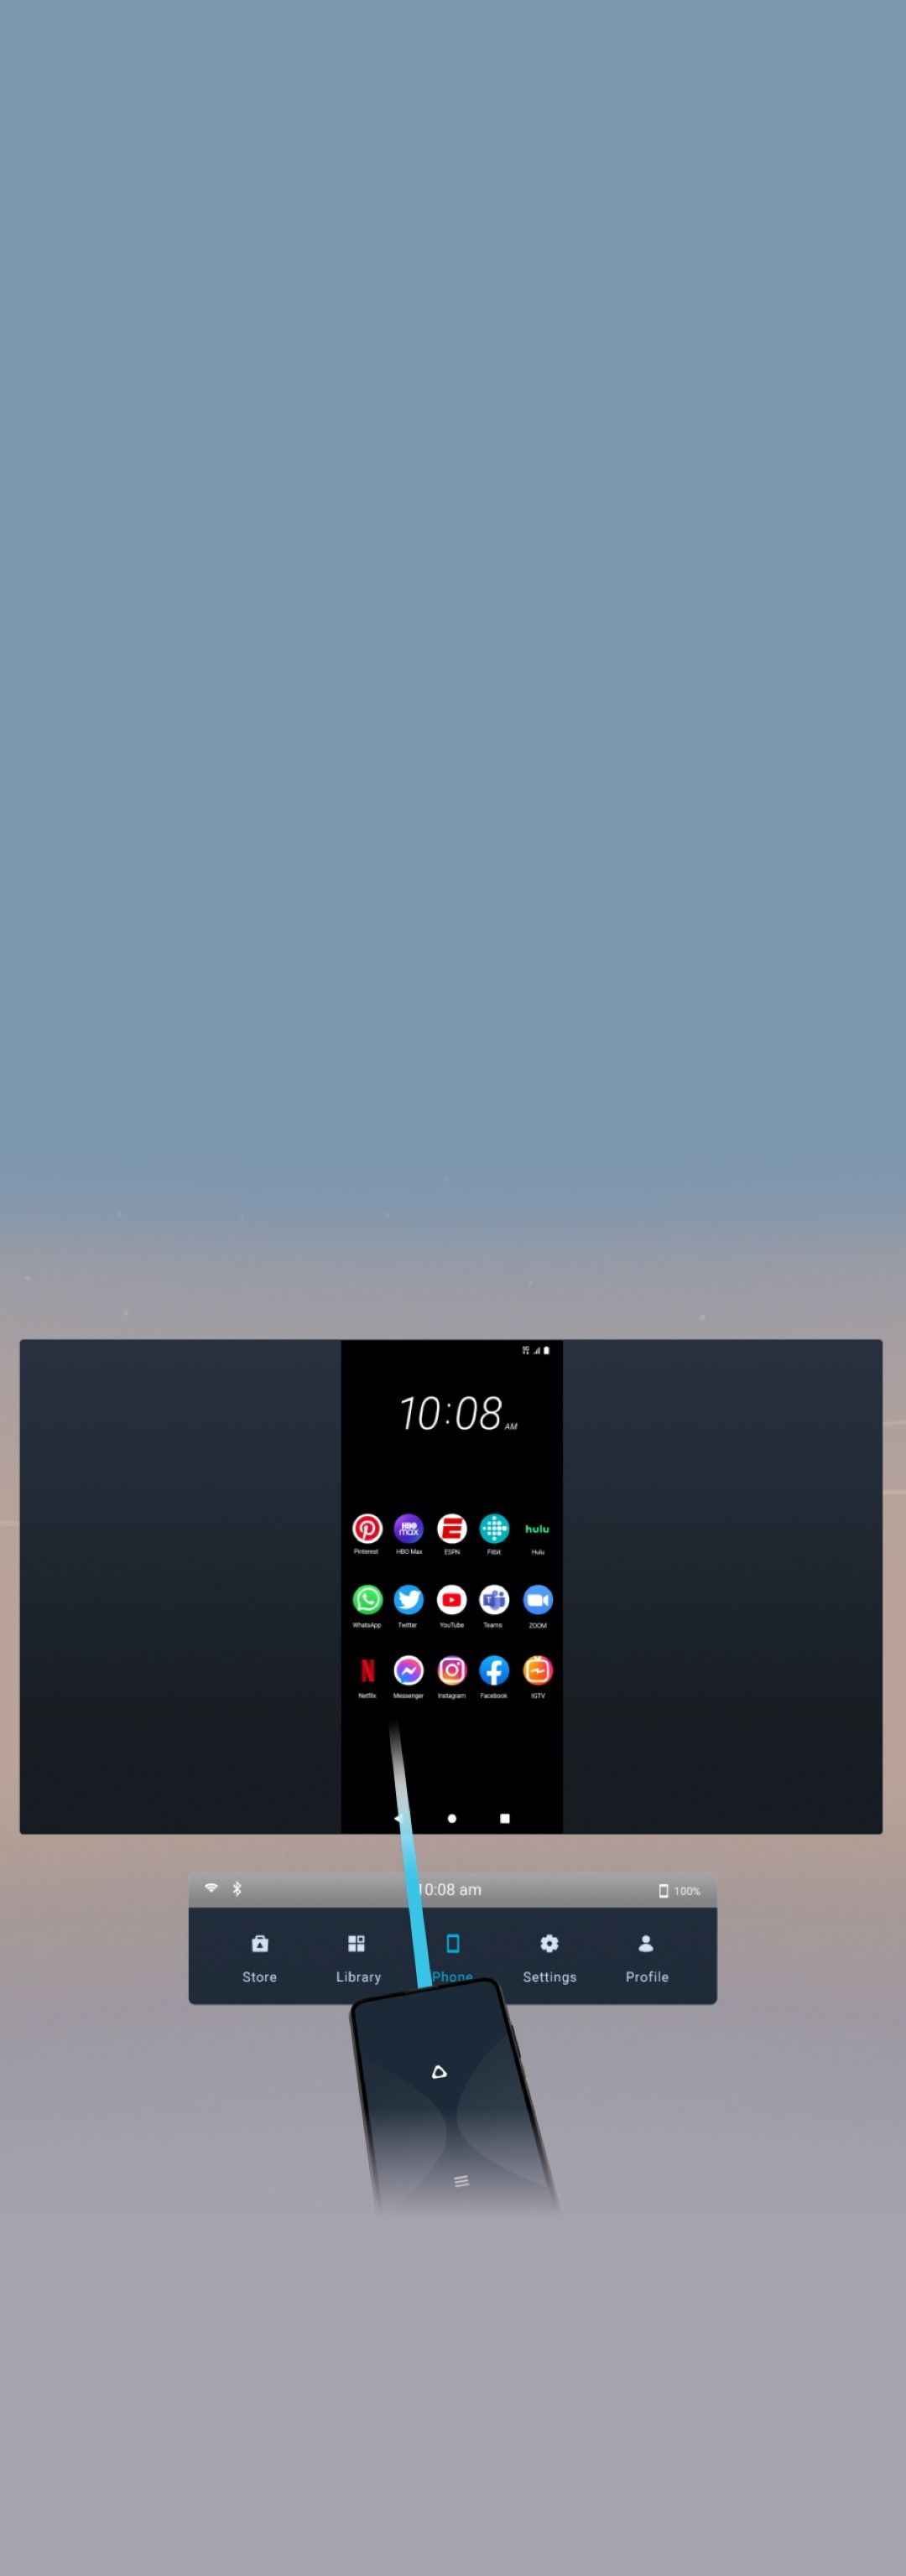 10:08 AM
Pinterest HBO Max ESPN Fitbit hulu Hulu
WhatsApp Twitter YouTube Teams ZOOM
Netflix Messenger Instagram Facebook IGTV
10:08 am 100%
Store Library Phone Settings Profile